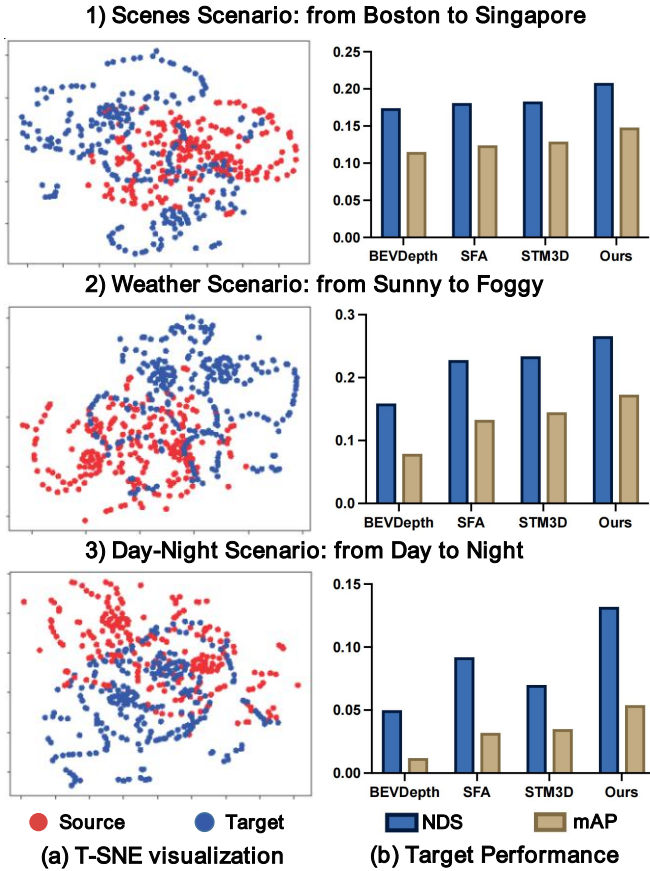 1) Scenes Scenario: from Boston to Singapore
0.25
0.20
0.15
0.10
0.05
0.00
BEVDepth SFA STM3D Ours
2) Weather Scenario: from Sunny to Foggy
0.3
0.2
0.1
0.0
BEVDepth SFA STM3D Ours
3) Day-Night Scenario: from Day to Night
0.15
0.10
0.05
0.00
BEVDepth SFA STM3D Ours
Source Target NDS mAP
(a) T-SNE visualization (b) Target Performance